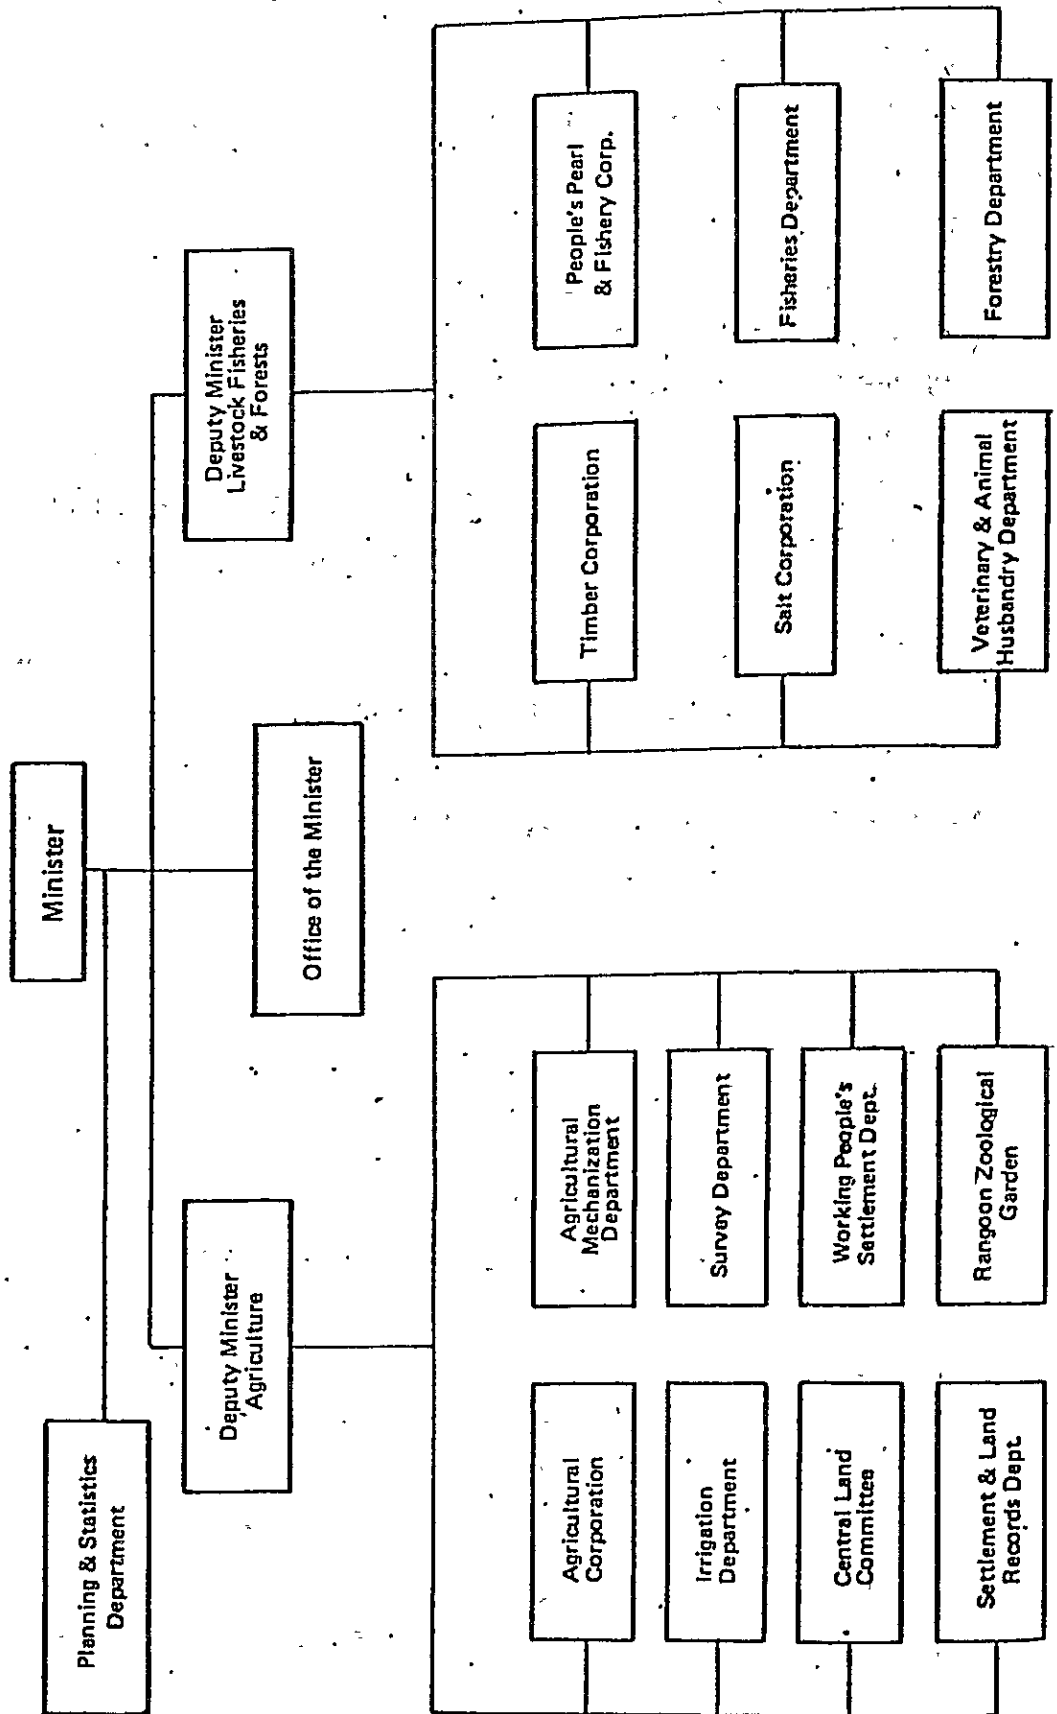 Minister
Planning & Statistics
Department
Office of the Minister
Deputy Minister
Agriculture
Deputy Minister
Livestock Fisheries
& Forests
Agricultural
Corporation
Agricultural
Mechanization
Department
Irrigation
Department
Survey Department
Central Land
Committee
Working People's
Settlement Dept.
Settlement & Land
Records Dept.
Rangoon Zoological
Garden
Timber Corporation
People's Pearl
& Fishery Corp.
Salt Corporation
Fisheries Department
Veterinary & Animal
Husbandry Department
Forestry Department